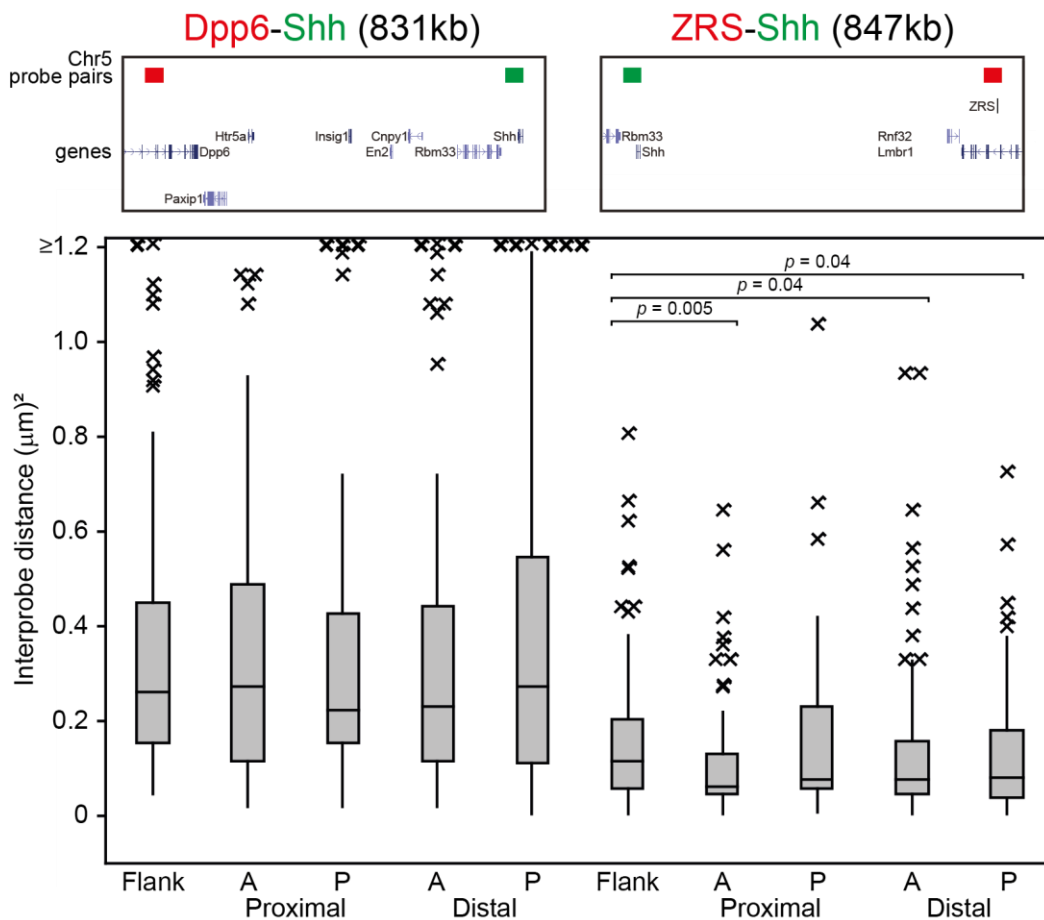 Dpp6-Shh (831kb)
ZRS-Shh (847kb)
Chr5
probe pairs
genes
Htr5a
Insig1
Cnpy1
Shh
Dpp6
En2
Rbm33
Paxip1
ZRS
Rbm33
Rnf32
Shh
Lmbr1
Interprobe distance (μm)²
≥1.2
1.0
0.8
0.6
0.4
0.2
0
p = 0.04
p = 0.04
p = 0.005
Flank A P A P Flank A P A P
Proximal Distal Proximal Distal